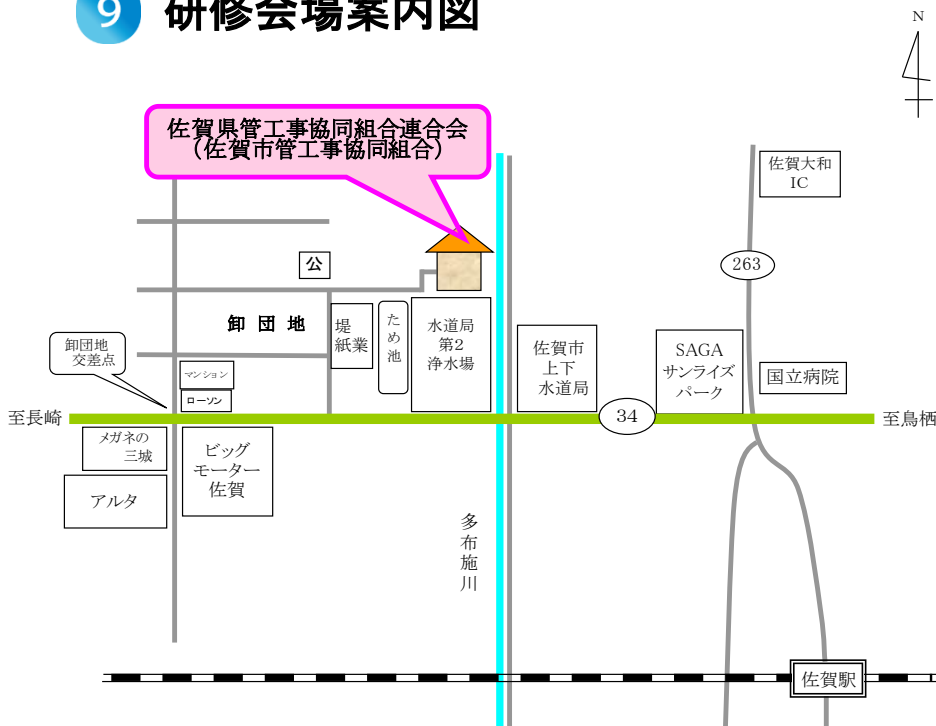 9 研修会場案内図
N
佐賀県管工事協同組合連合会
（佐賀市管工事協同組合）
佐賀大和
IC
263
公
卸 団 地
堤
紙業
ため池
水道局
第2
浄水場
佐賀市
上下
水道局
SAGA
サンライズ
パーク
国立病院
卸団地
交差点
マンション
ローソン
至長崎
34
至鳥栖
メガネの
三城
アルタ
ビッグ
モーター
佐賀
多布施川
佐賀駅